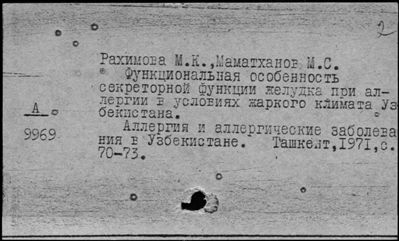 2
Рахимова М.К.,Маматханов М.С.
Функциональная особенность
секреторной функции желудка при ал-
лергии в условиях жаркого климата Уз-
бекистана.
А
9969
Аллергия и аллергические заболева
ния в Узбекистане. Ташкент,1971,с.
70-73.